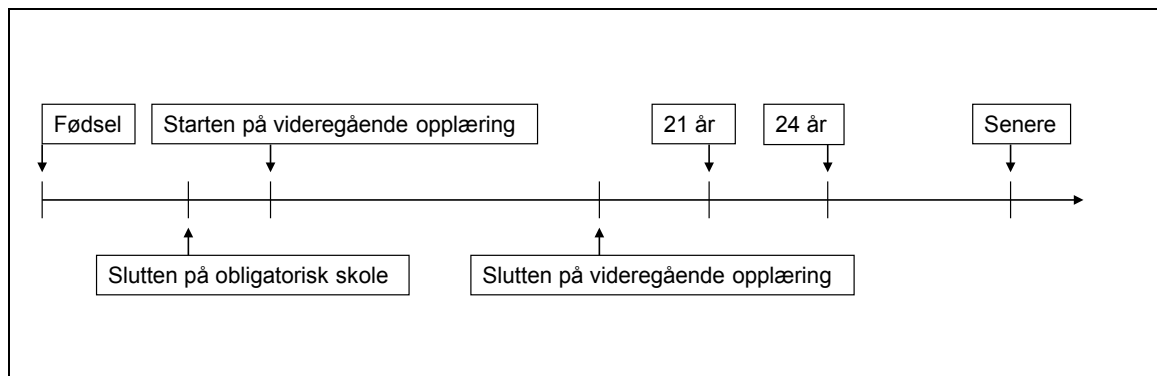 Fødsel
Starten på videregående opplæring
21 år
24 år
Senere
Slutten på obligatorisk skole
Slutten på videregående opplæring